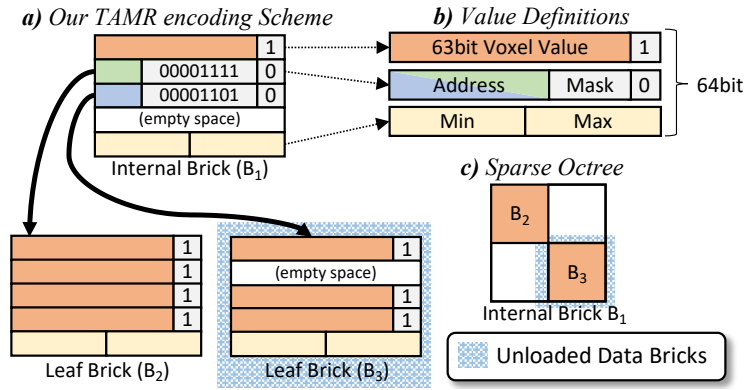 a) Our TAMR encoding Scheme
1
00001111 0
00001101 0
(empty space)
Internal Brick (B1)
1
1
1
1
Leaf Brick (B2)
1
(empty space)
1
1
Leaf Brick (B3)
b) Value Definitions
63bit Voxel Value 1
Address Mask 0
Min Max
64bit
c) Sparse Octree
B2
B3
Internal Brick B1
Unloaded Data Bricks